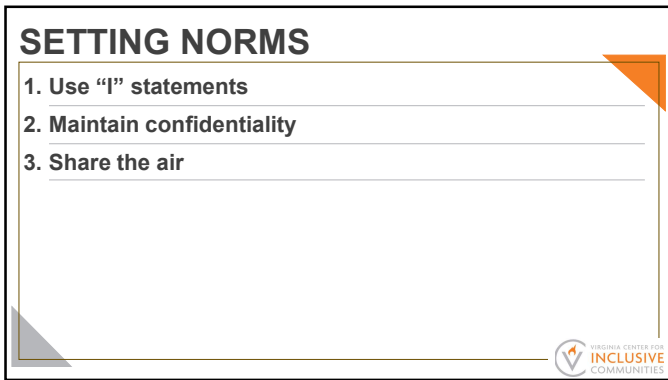 SETTING NORMS
1. Use “I” statements
2. Maintain confidentiality
3. Share the air
VIRGINIA CENTER FOR
INCLUSIVE
COMMUNITIES